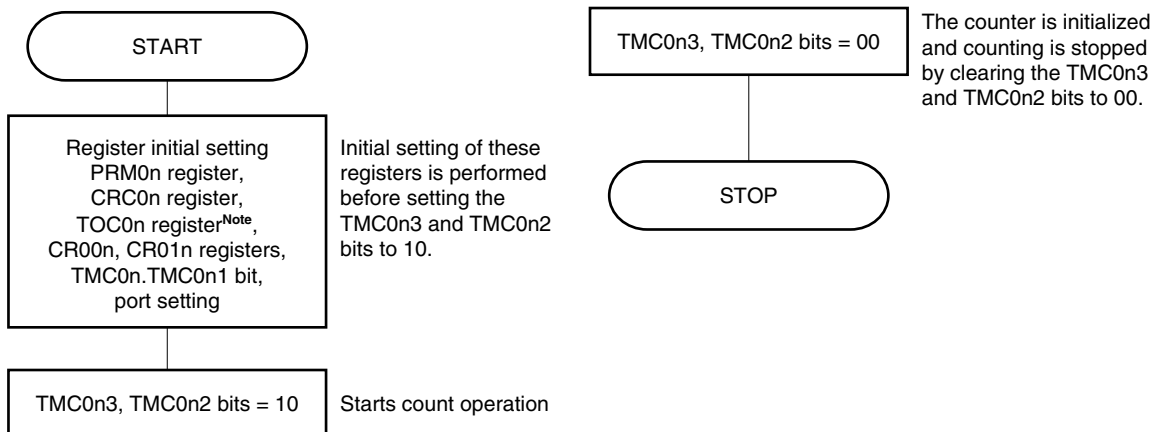 START
Register initial setting
PRM0n register,
CRC0n register,
TOC0n registerNote,
CR00n, CR01n registers,
TMC0n.TMC0n1 bit,
port setting
Initial setting of these
registers is performed
before setting the
TMC0n3 and TMC0n2
bits to 10.
TMC0n3, TMC0n2 bits = 10
Starts count operation
TMC0n3, TMC0n2 bits = 00
The counter is initialized
and counting is stopped
by clearing the TMC0n3
and TMC0n2 bits to 00.
STOP